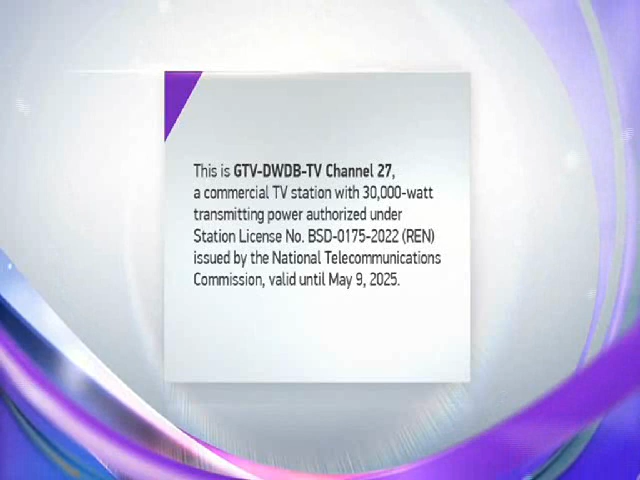 This is GTV-DWDB-TV Channel 27,
a commercial TV station with 30,000-watt
transmitting power authorized under
Station License No. BSD-0175-2022 (REN)
issued by the National Telecommunications
Commission, valid until May 9, 2025.